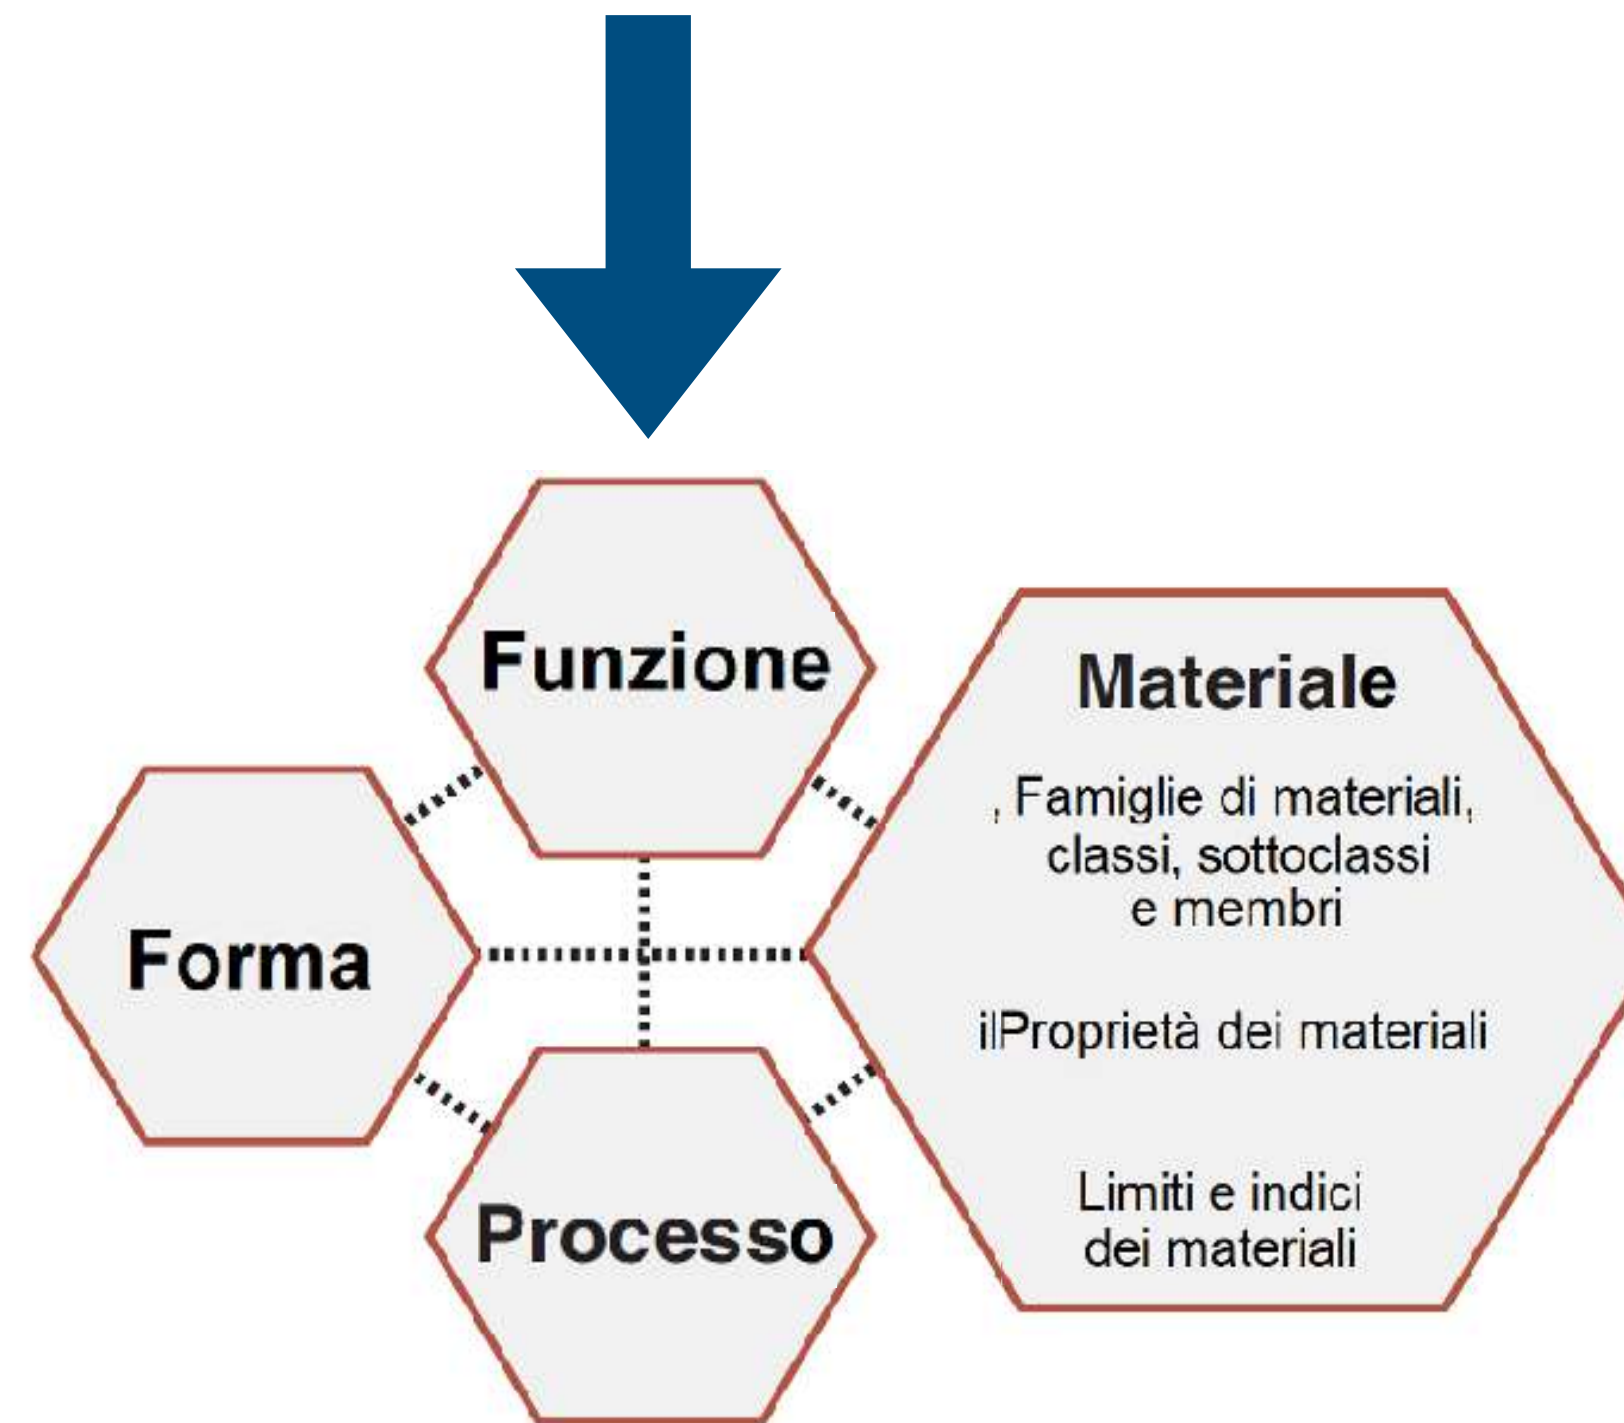 Funzione
Materiale
, Famiglie di materiali,
classi, sottoclassi
e membri
Forma
ilProprietà dei materiali
Limiti e indici
dei materiali
Processo